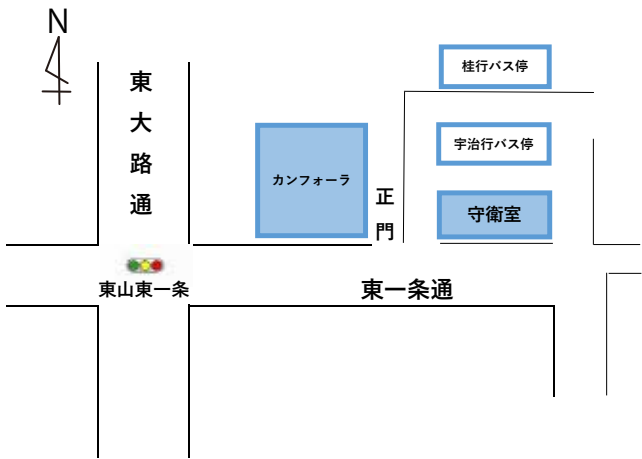 N
東大路通
桂行バス停
宇治行バス停
カンフォーラ
正門
守衛室
東山東一条
東一条通